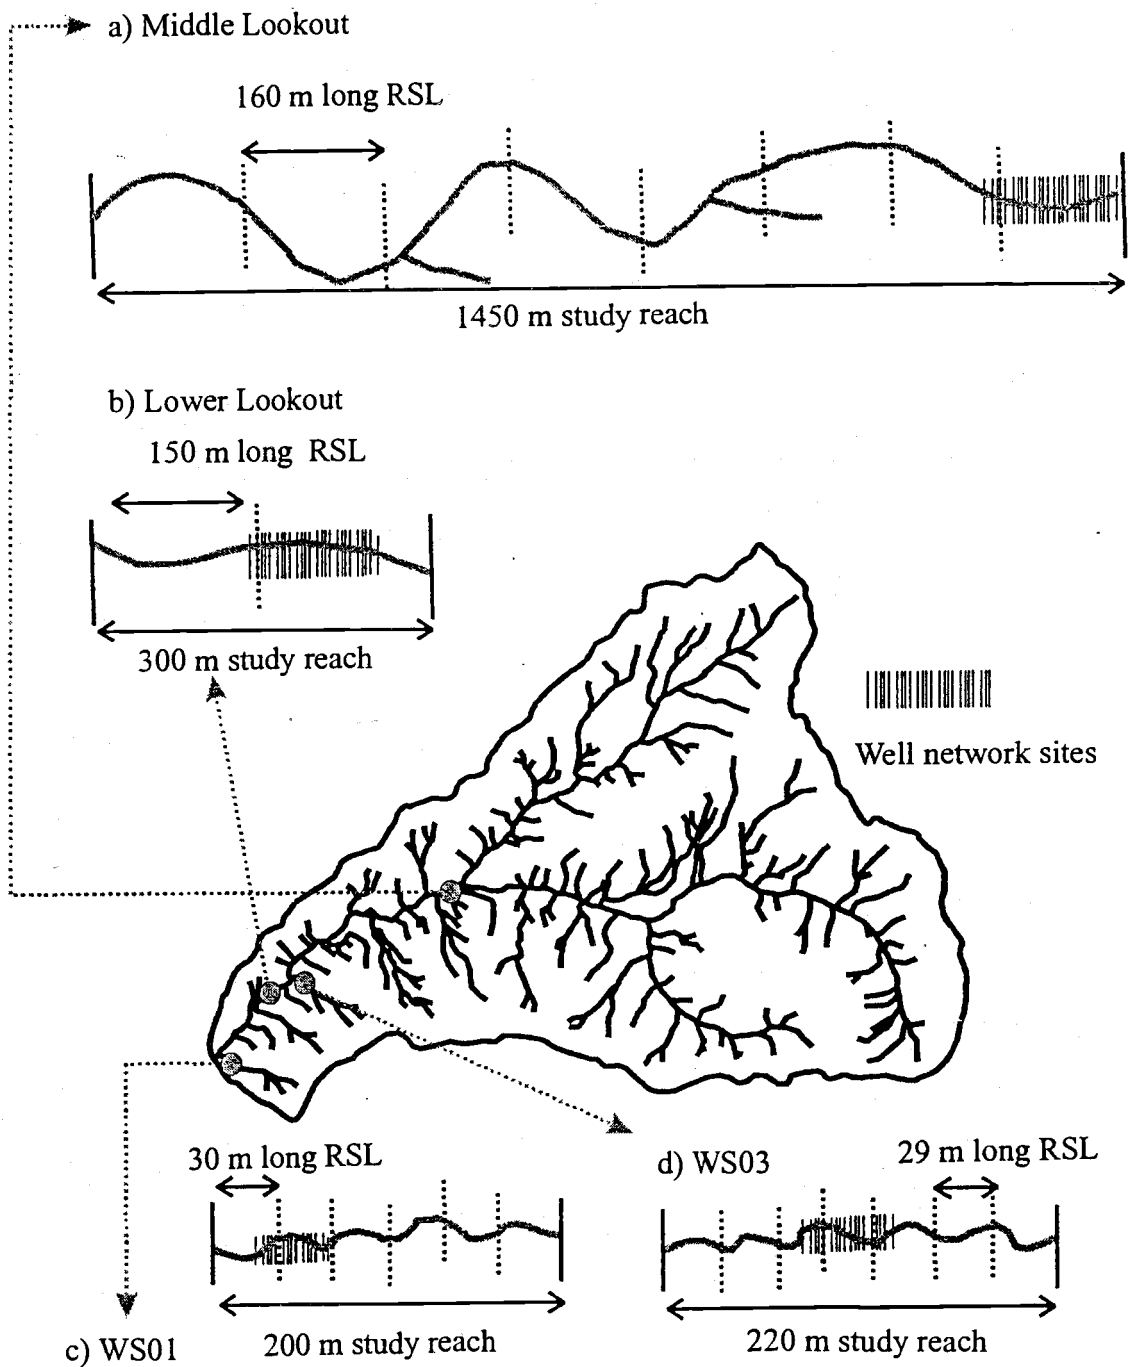 a) Middle Lookout
160 m long RSL
1450 m study reach
b) Lower Lookout
150 m long RSL
300 m study reach
Well network sites
30 m long RSL
d) WS03
29 m long RSL
200 m study reach
220 m study reach
c) WS01